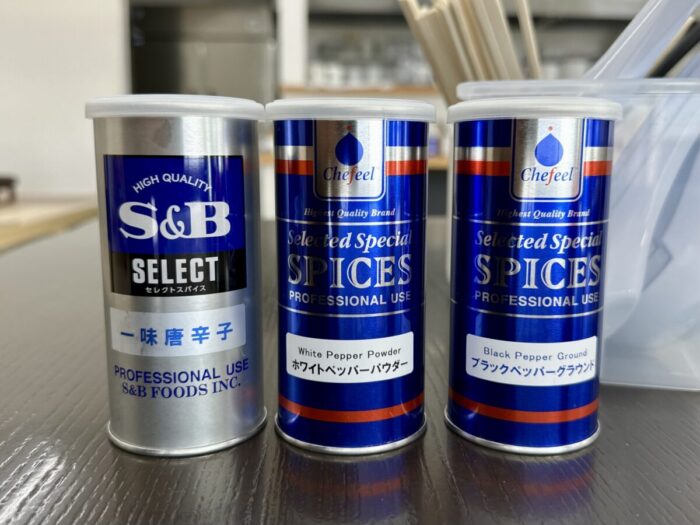 HIGH QUALITY
S&B
SELECT
セレクトスパイス
一味唐辛子
PROFESSIONAL USE
S&B FOODS INC.
Chefeel
Highest Quality Brand
Selected Special
SPICES
PROFESSIONAL USE
White Pepper Powder
ホワイトペッパーパウダー
Chefeel
Highest Quality Brand
Selected Special
SPICES
PROFESSIONAL USE
Black Pepper Ground
ブラックペッパーグラウンド